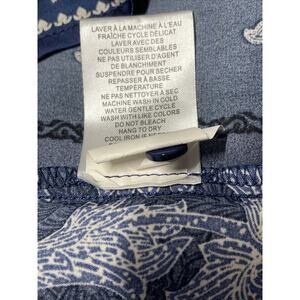 LAVER À LA MACHINE À L'EAU
FRAÎCHE CYCLE DÉLICAT
LAVER AVEC DES
COULEURS SEMBLABLES
NE PAS UTILISER D'AGENT
DE BLANCHIMENT
SUSPENDRE POUR SECHER
REPASSER À BASSE
TEMPÉRATURE
NE PAS NETTOYER A SEC
MACHINE WASH IN COLD
WATER GENTLE CYCLE
WASH WITH LIKE COLORS
DO NOT BLEACH
HANG TO DRY
COOL IRON IF